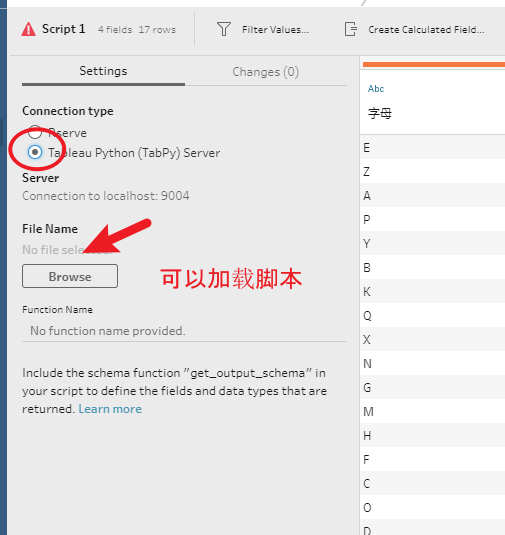 Script 1 4 fields 17 rows Filter Values... Create Calculated Field...
Settings Changes (0)
Connection type
Rserve
Tableau Python (TabPy) Server
Server
Connection to localhost: 9004
File Name
No file selected
Browse
可以加载脚本
Function Name
No function name provided.
Include the schema function "get_output_schema" in
your script to define the fields and data types that are
returned. Learn more
Abc
字母
E
Z
A
P
Y
B
K
Q
X
N
G
M
H
F
C
O
D